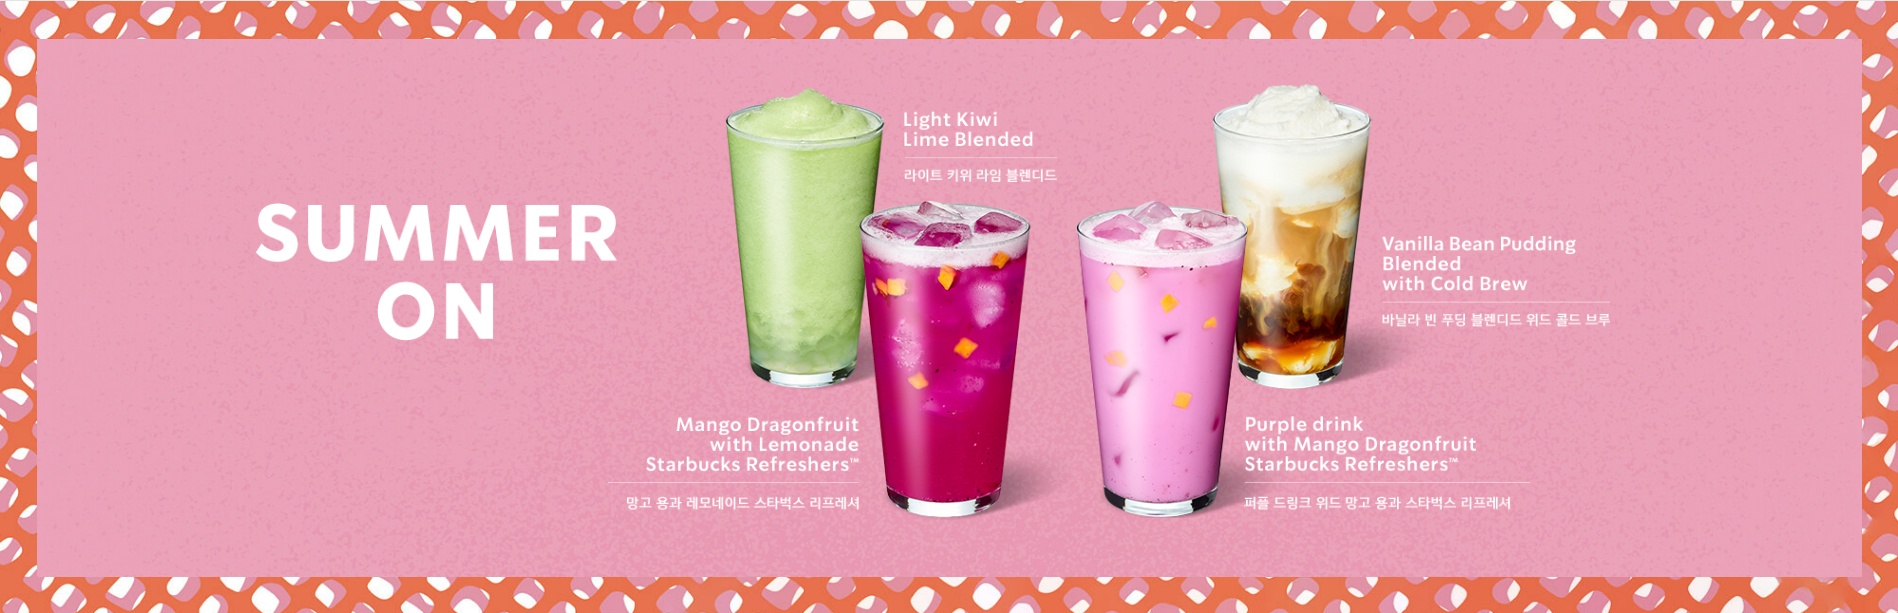 SUMMER
ON
Light Kiwi
Lime Blended
라이트 키위 라임 블렌디드
Mango Dragonfruit
with Lemonade
Starbucks Refreshers™
망고 용과 레모네이드 스타벅스 리프레셔
Purple drink
with Mango Dragonfruit
Starbucks Refreshers™
퍼플 드링크 위드 망고 용과 스타벅스 리프레셔
Vanilla Bean Pudding
Blended
with Cold Brew
바닐라 빈 푸딩 블렌디드 위드 콜드 브루